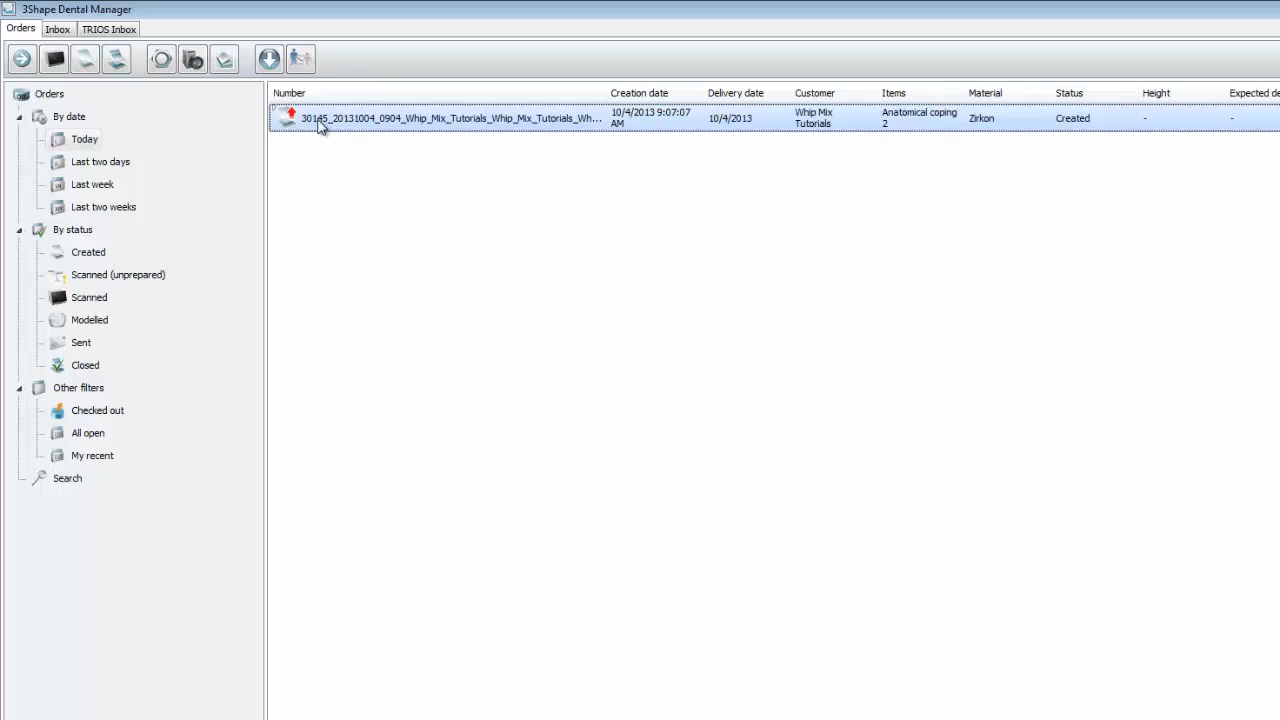 3Shape Dental Manager
Orders Inbox TRIOS Inbox
Orders
By date
Today
Last two days
Last week
Last two weeks
By status
Created
Scanned (unprepared)
Scanned
Modelled
Sent
Closed
Other filters
Checked out
All open
My recent
Search
Number Creation date Delivery date Customer Items Material Status Height Expected de
30145_20131004_0904_Whip_Mix_Tutorials_Whip_Mix_Tutorials_Wh... 10/4/2013 9:07:07 10/4/2013 Whip Mix Anatomical coping Zirkon Created - -
AM Tutorials 2